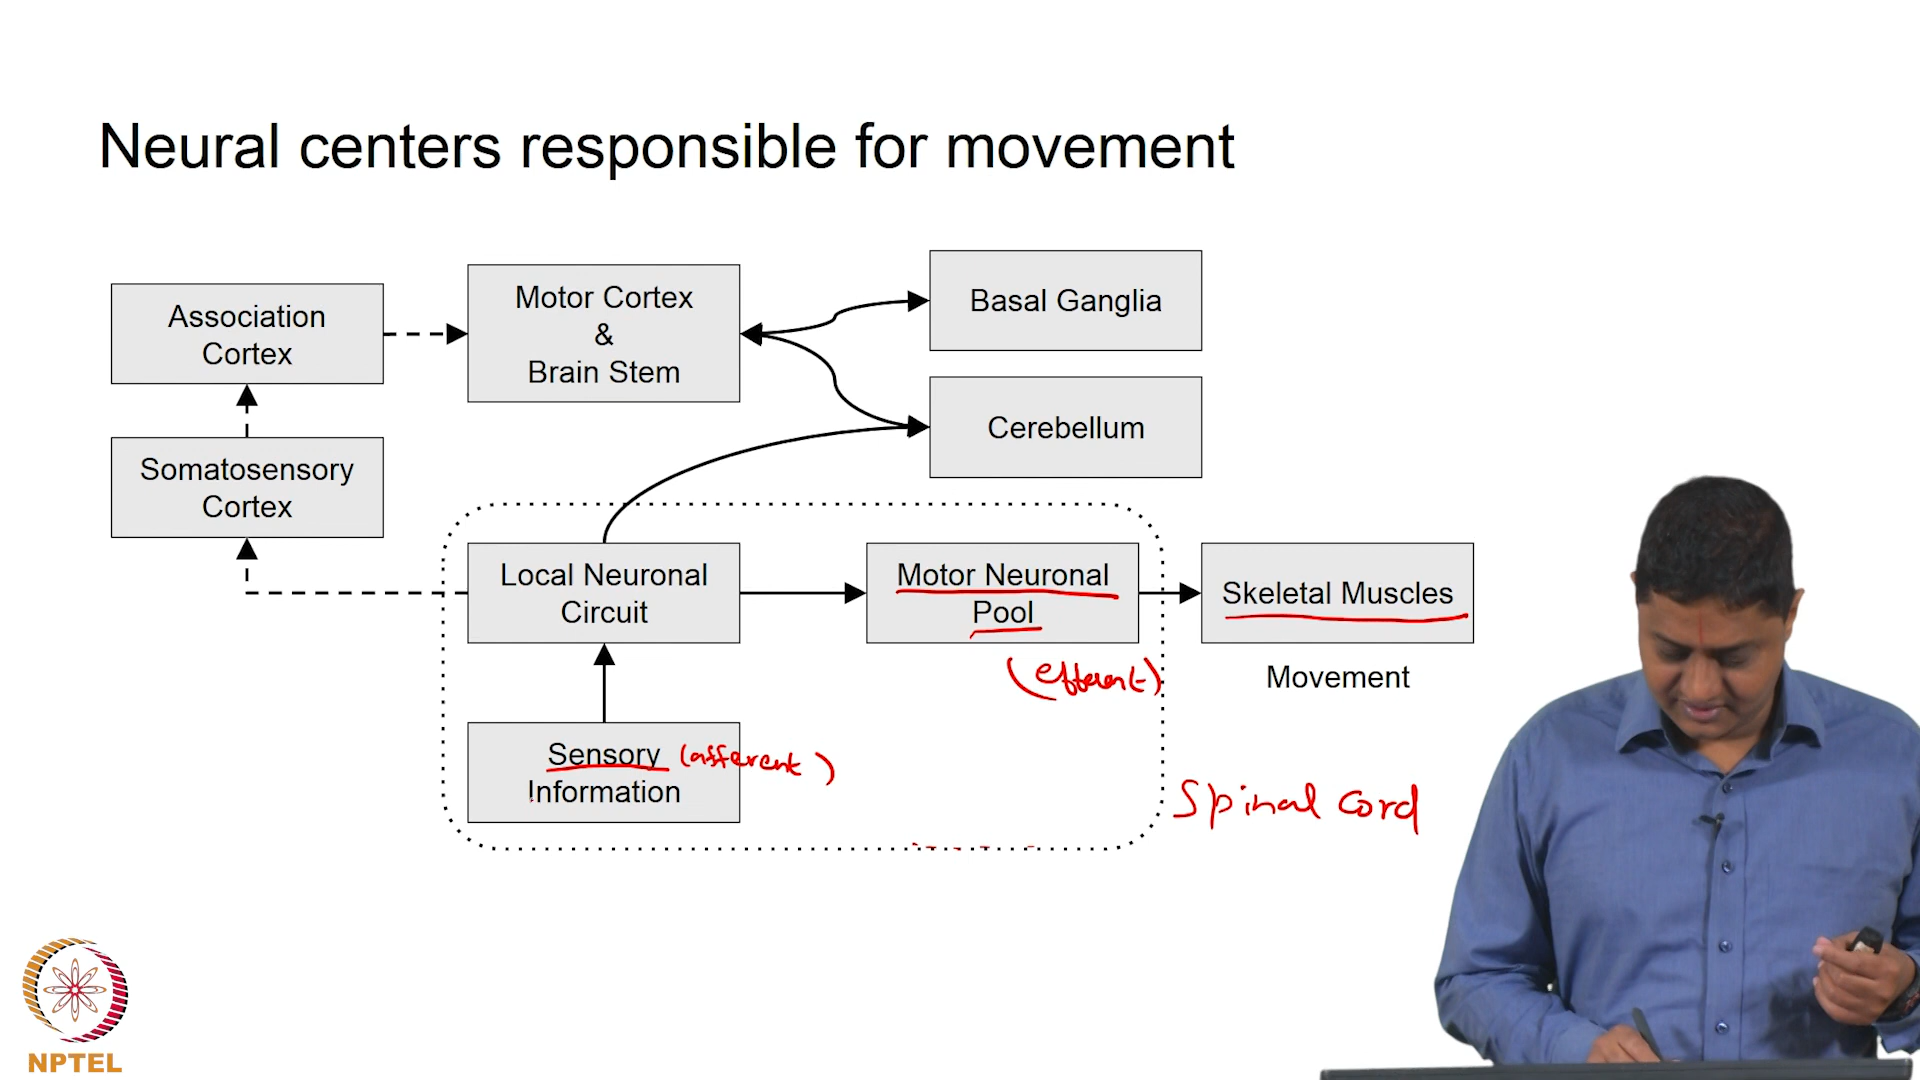 Neural centers responsible for movement
Association
Cortex
Motor Cortex
&
Brain Stem
Basal Ganglia
Cerebellum
Somatosensory
Cortex
Local Neuronal
Circuit
Motor Neuronal
Pool
Skeletal Muscles
(efferent)
Movement
Sensory (afferent)
Information
Spinal Cord
NPTEL